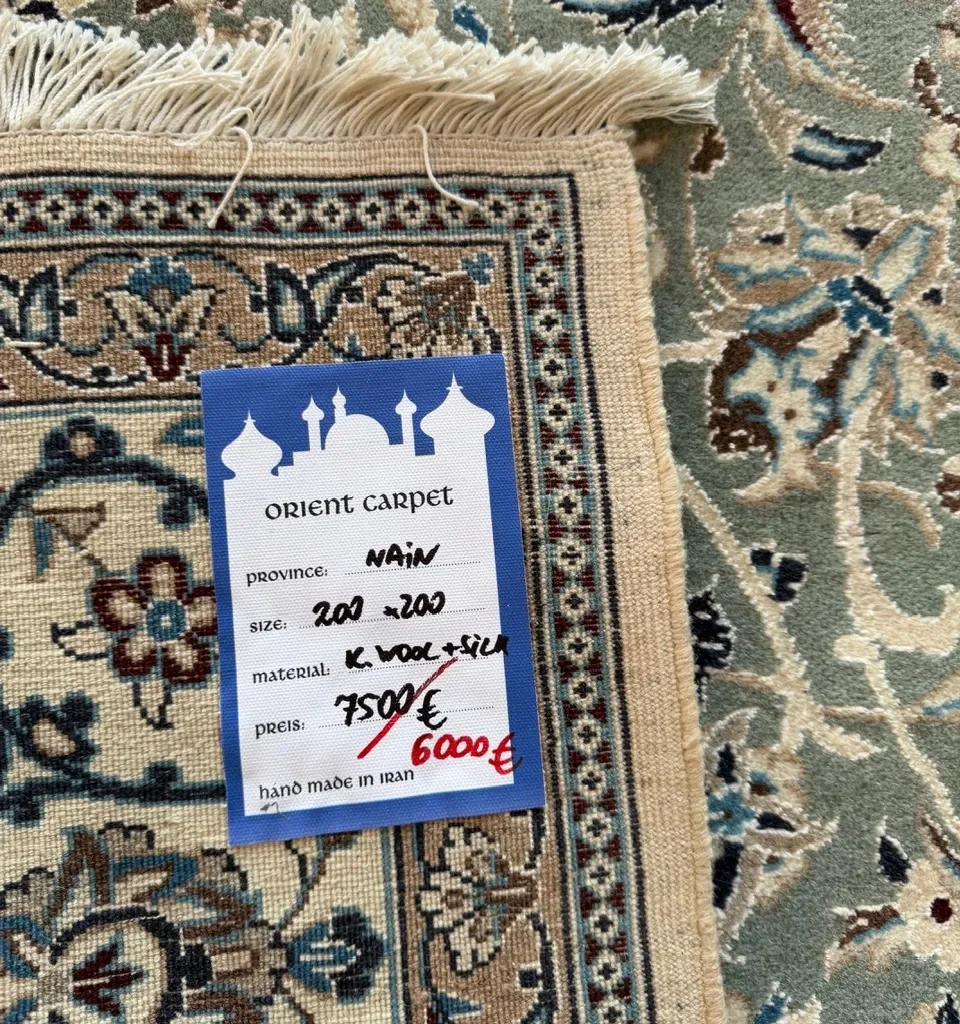 ORIENT CARPET
PROVINCE: NAIN
SIZE: 200 x200
MATERIAL: K. WOOL + SILK
PREIS: 7500 €
6000 €
HAND MADE IN IRAN